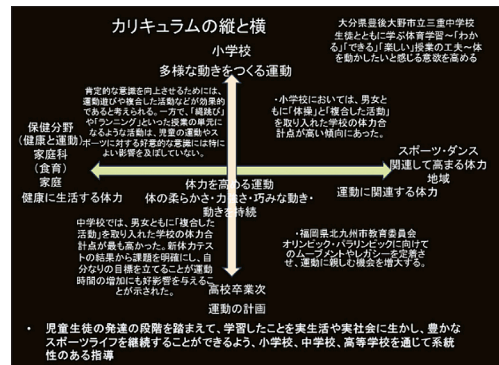 カリキュラムの縦と横
大分県豊後大野市立三重中学校
生徒とともに学ぶ体育学習～「わか
る」「できる」「楽しい」授業の工夫～体
を動かしたいと感じる意欲を高める
小学校
多様な動きをつくる運動
肯定的な意識を向上させるためには、
運動遊びや複合した活動などが効果的
であると考えられる。一方で、「縄跳び」
や「ランニング」といった授業の単元に
なるような活動は、児童の運動やス
ポーツに対する好意的な意識には特に
よい影響を及ぼしていない。
・小学校においては、男女と
もに「体操」と「複合した活動」
を取り入れた学校の体力合
計点が高い傾向にあった。
保健分野
(健康と運動)
家庭科
(食育)
家庭
健康に生活する体力
スポーツ・ダンス
関連して高まる体力
地域
運動に関連する体力
体力を高める運動
体の柔らかさ・力強さ・巧みな動き・
動きを持続
中学校では、男女ともに「複合した
活動」を取り入れた学校の体力合
計点が最も高かった。新体力テス
トの結果から課題を明確にし、自
分なりの目標を立てることが運動
時間の増加にも好影響を与えるこ
とが示された。
・福岡県北九州市教育委員会
オリンピック・パラリンピックに向けて
のムーブメントやレガシーを定着さ
せ、運動に親しむ機会を増大する。
高校卒業次
運動の計画
• 児童生徒の発達の段階を踏まえて、学習したことを実生活や実社会に生かし、豊かな
スポーツライフを継続することができるよう、小学校、中学校、高等学校を通じて系統
性のある指導